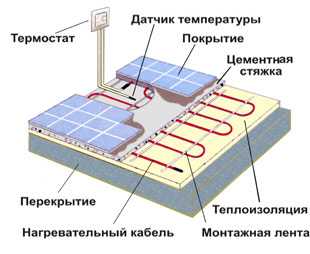 Датчик температуры
Термостат
Покрытие
Цементная
стяжка
Перекрытие
Теплоизоляция
Нагревательный кабель
Монтажная лента